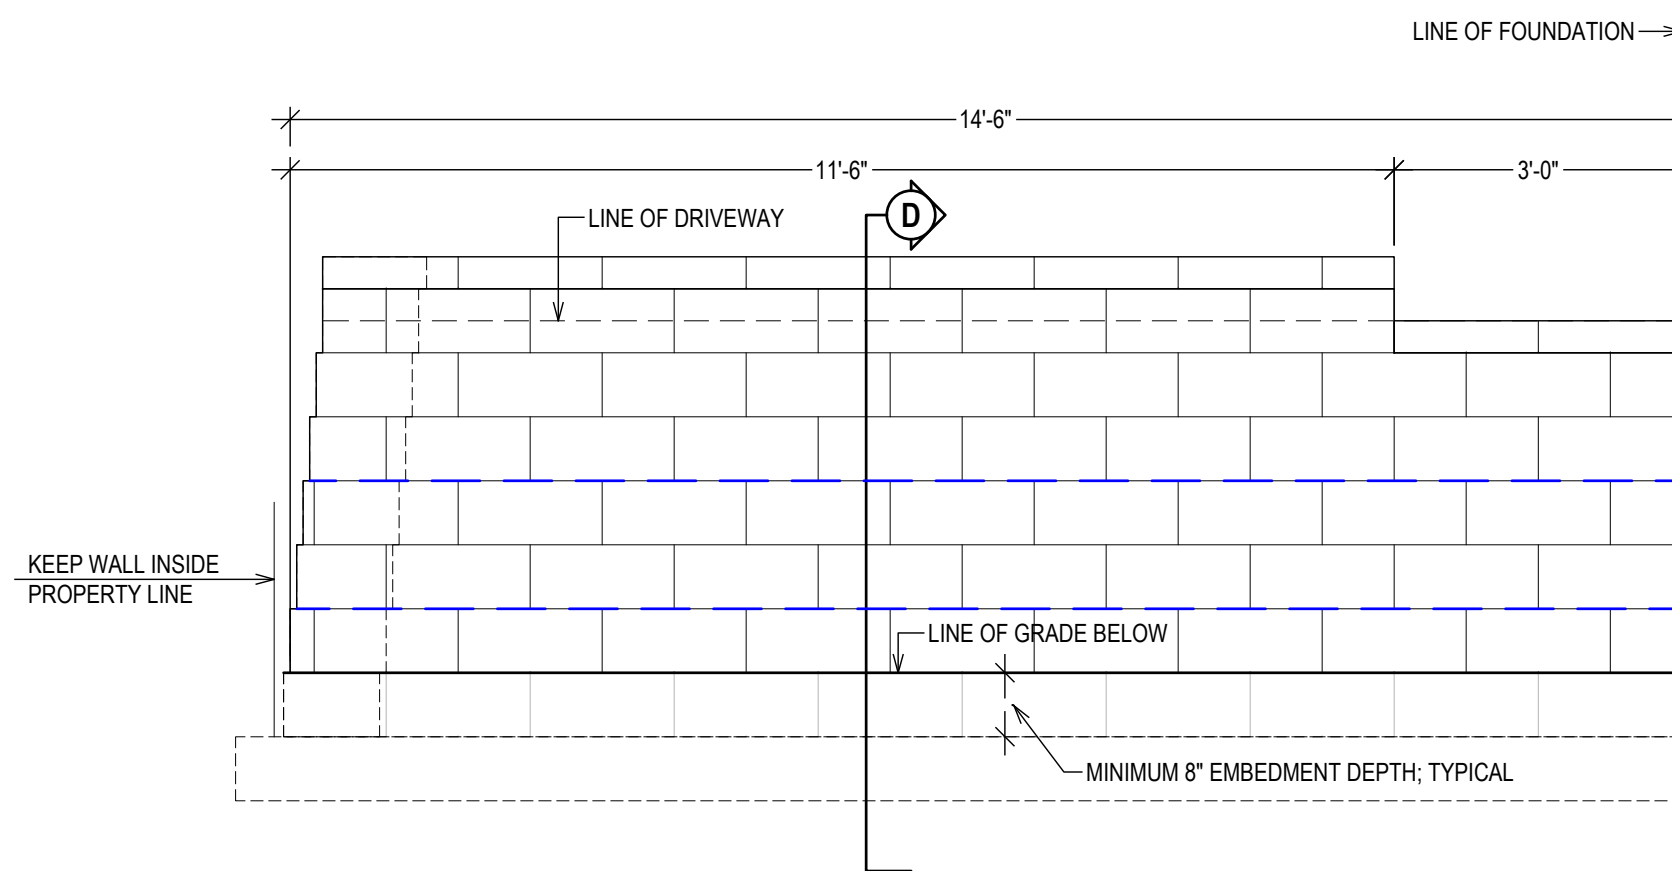 LINE OF FOUNDATION
14'-6"
11'-6"
3'-0"
D
LINE OF DRIVEWAY
KEEP WALL INSIDE
PROPERTY LINE
LINE OF GRADE BELOW
MINIMUM 8" EMBEDMENT DEPTH; TYPICAL